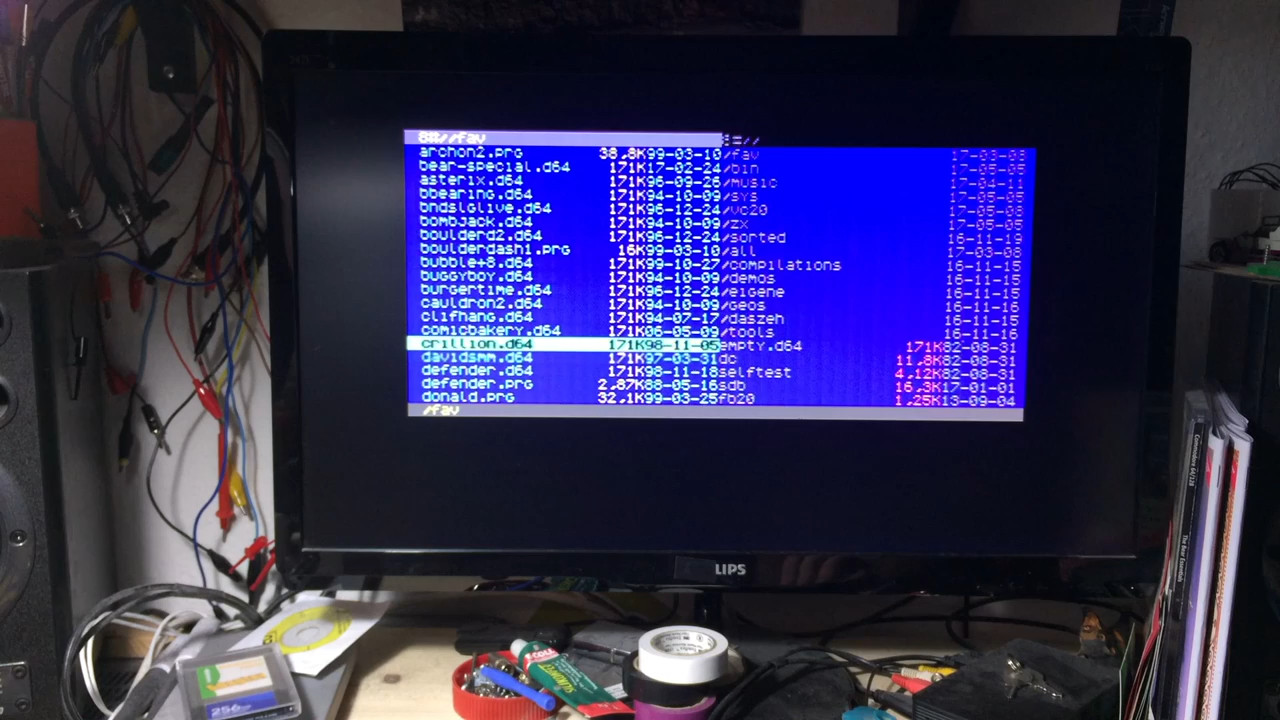 8#//fav
8=//
archon2.prg 38,8K99-03-10/fav 17-03-08
bear-special.d64 171K17-02-24/bin 17-05-05
asterix.d64 171K96-09-26/music 17-04-11
bbearing.d64 171K94-10-09/sys 17-05-05
bndslglive.d64 171K96-12-24/vc20 17-05-08
bombjack.d64 171K94-10-09/zx 17-05-05
boulderd2.d64 171K96-12-24/sorted 16-11-19
boulderdash1.prg 16K99-03-10/all 17-03-08
bubble+8.d64 171K99-10-27/compilations 16-11-15
buggyboy.d64 171K94-10-09/demos 16-11-15
burgertime.d64 171K96-12-24/eigene 16-11-15
cauldron2.d64 171K94-10-09/geos 16-11-16
clifhang.d64 171K94-07-17/daszeh 16-11-15
comicbakery.d64 171K06-05-09/tools 16-11-16
crillion.d64 171K98-11-05empty.d64 171K82-08-31
davidsmm.d64 171K97-03-31dc 11,8K82-08-31
defender.d64 171K98-11-18selftest 4,12K82-08-31
defender.prg 2,87K88-05-16sdb 16,3K17-01-01
donald.prg 32,1K99-03-25fb20 1,25K13-09-04
/fav
LIPS
Commodore 64/128
256